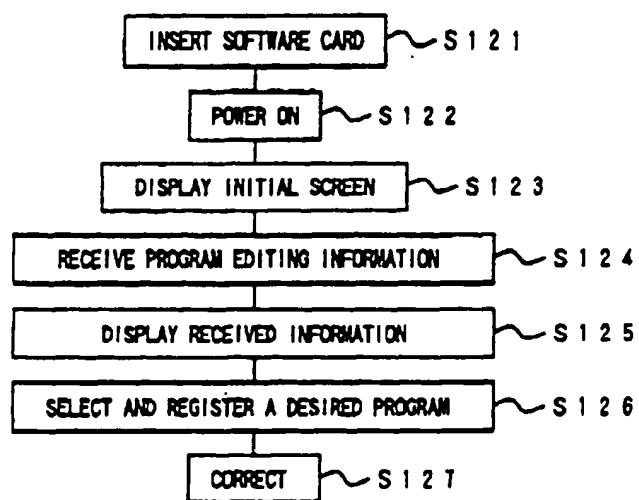 INSERT SOFTWARE CARD S121
POWER ON S122
DISPLAY INITIAL SCREEN S123
RECEIVE PROGRAM EDITING INFORMATION S124
DISPLAY RECEIVED INFORMATION S125
SELECT AND REGISTER A DESIRED PROGRAM S126
CORRECT S127